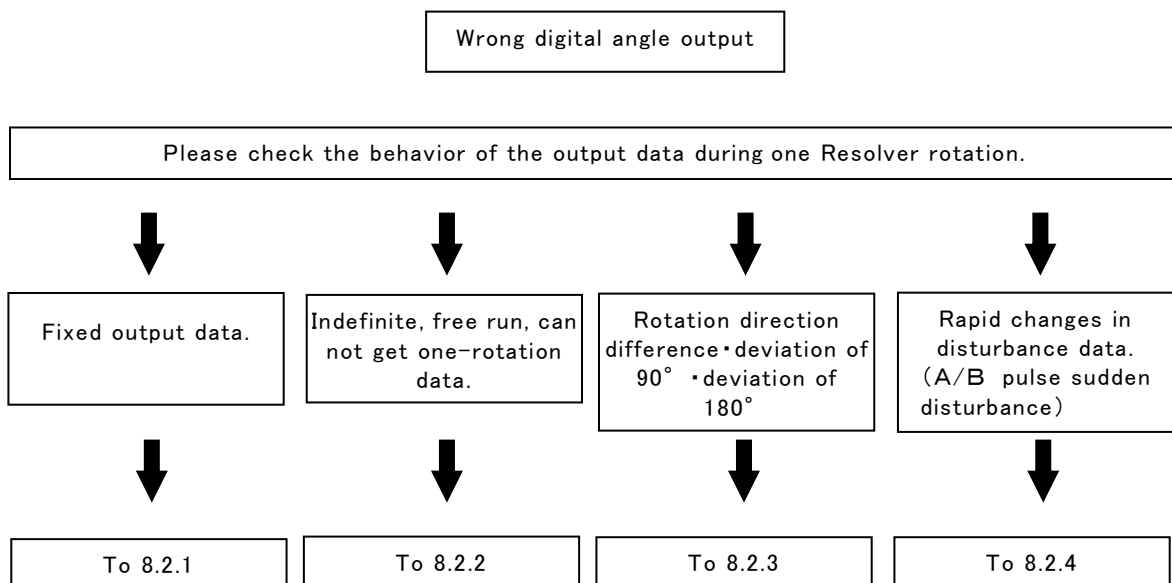 Wrong digital angle output
Please check the behavior of the output data during one Resolver rotation.
Fixed output data.
Indefinite, free run, can
not get one-rotation
data.
Rotation direction
difference・deviation of
90° ・deviation of
180°
Rapid changes in
disturbance data.
（A/B pulse sudden
disturbance）
To 8.2.1
To 8.2.2
To 8.2.3
To 8.2.4